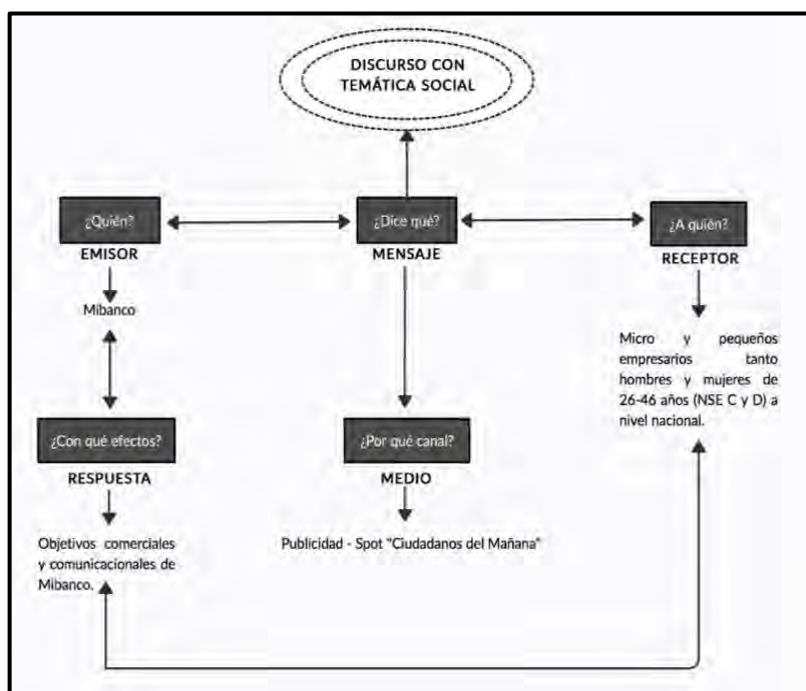 DISCURSO CON
TEMÁTICA SOCIAL
¿Quién?
EMISOR
Mibanco
¿Dice qué?
MENSAJE
¿A quién?
RECEPTOR
Micro y pequeños
empresarios tanto
hombres y mujeres de
26-46 años (NSE C y D) a
nivel nacional.
¿Con qué efectos?
RESPUESTA
Objetivos comerciales
y comunicacionales de
Mibanco.
¿Por qué canal?
MEDIO
Publicidad - Spot "Ciudadanos del Mañana"